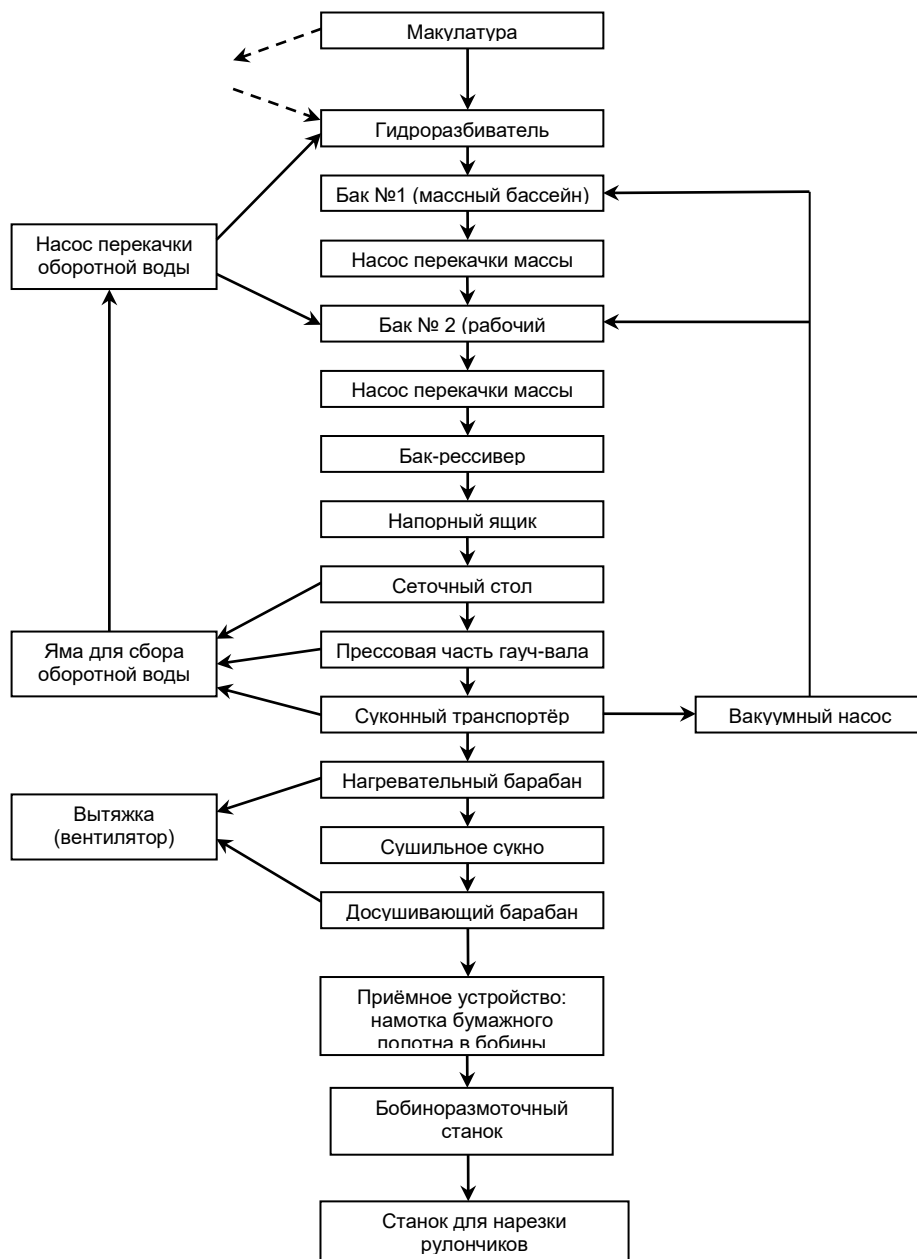 Макулатура
Гидроразбиватель
Бак №1 (массный бассейн)
Насос перекачки
оборотной воды
Насос перекачки массы
Бак № 2 (рабочий
Насос перекачки массы
Бак-рессивер
Напорный ящик
Сеточный стол
Яма для сбора
оборотной воды
Прессовая часть гауч-вала
Суконный транспортёр
Вакуумный насос
Нагревательный барабан
Вытяжка
(вентилятор)
Сушильное сукно
Досушивающий барабан
Приёмное устройство:
намотка бумажного
полотна в бобины
Бобиноразмоточный
станок
Станок для нарезки
рулончиков